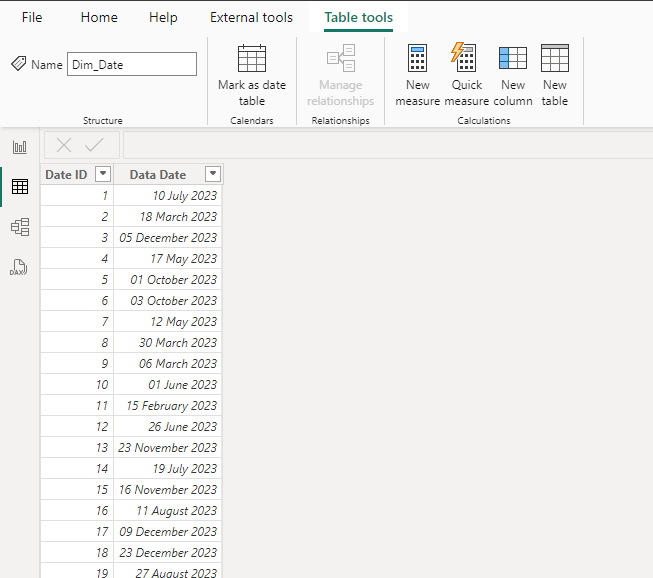 File Home Help External tools Table tools
Name Dim_Date
Mark as date table
Manage relationships
New measure
Quick measure
New column
New table
Structure Calendars Relationships Calculations
Date ID Data Date
1 10 July 2023
2 18 March 2023
3 05 December 2023
4 17 May 2023
5 01 October 2023
6 03 October 2023
7 12 May 2023
8 30 March 2023
9 06 March 2023
10 01 June 2023
11 15 February 2023
12 26 June 2023
13 23 November 2023
14 19 July 2023
15 16 November 2023
16 11 August 2023
17 09 December 2023
18 23 December 2023
19 27 August 2023
DAX